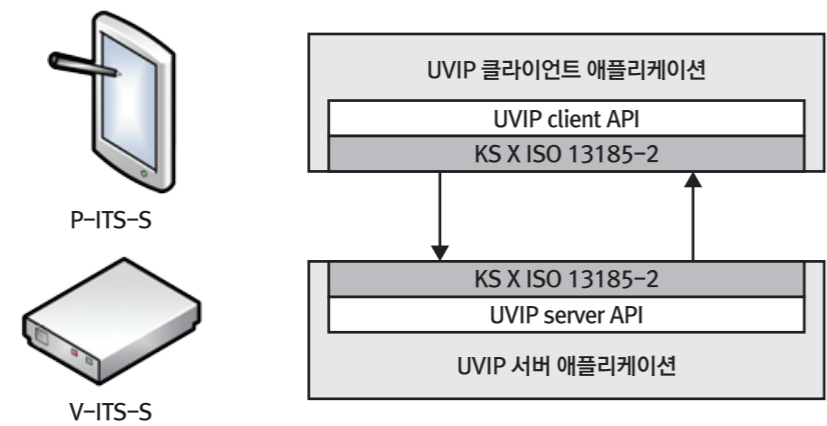 UVIP 클라이언트 애플리케이션
UVIP client API
KS X ISO 13185-2
P-ITS-S
KS X ISO 13185-2
UVIP server API
UVIP 서버 애플리케이션
V-ITS-S